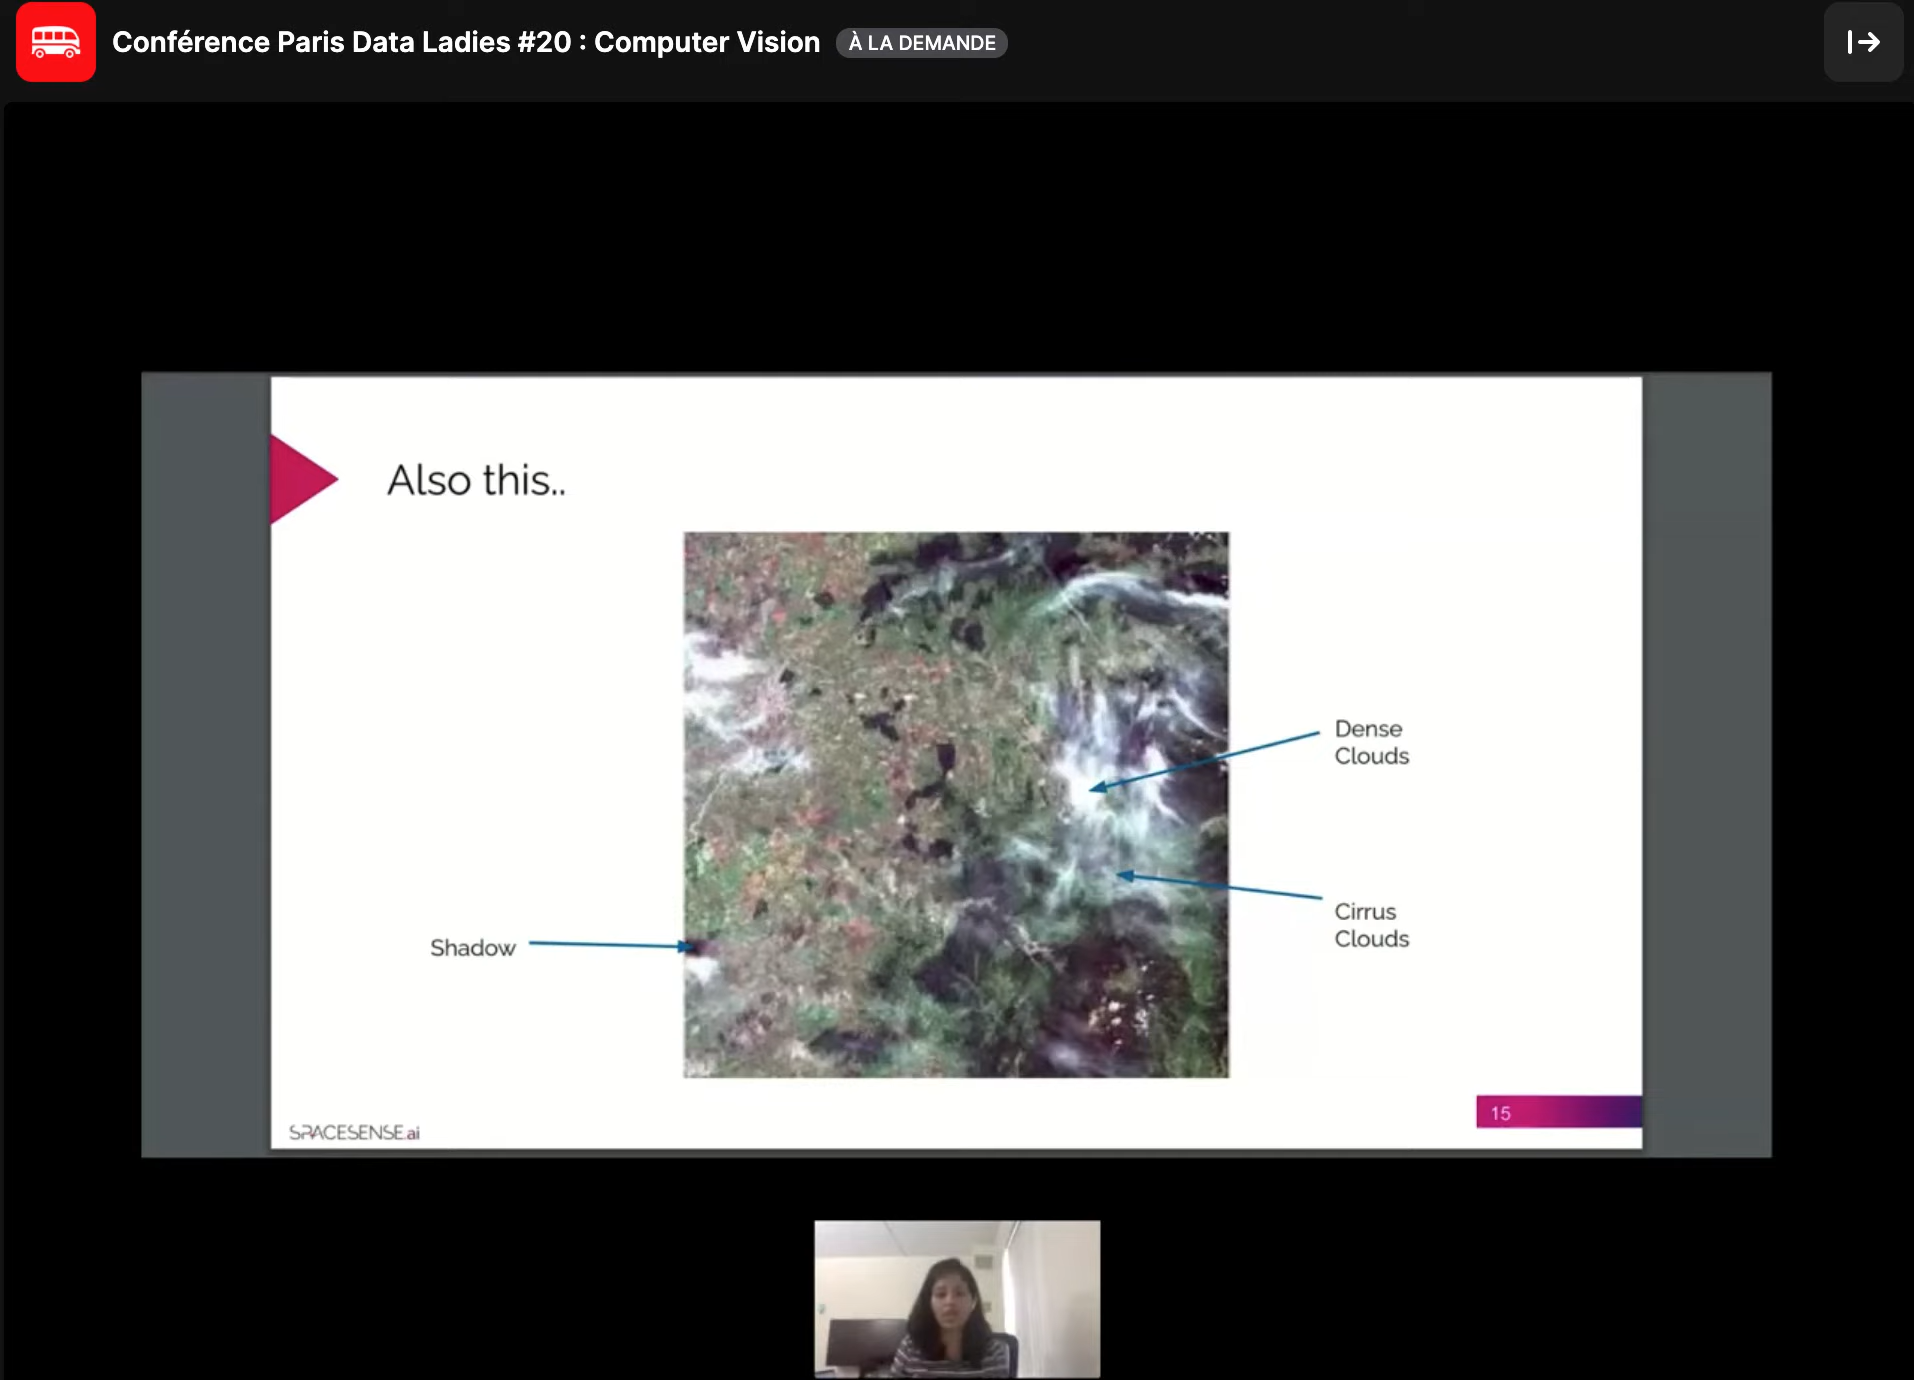 Conférence Paris Data Ladies #20 : Computer Vision À LA DEMANDE
Also this..
Dense
Clouds
Cirrus
Clouds
Shadow
SPACESENSE.ai
15